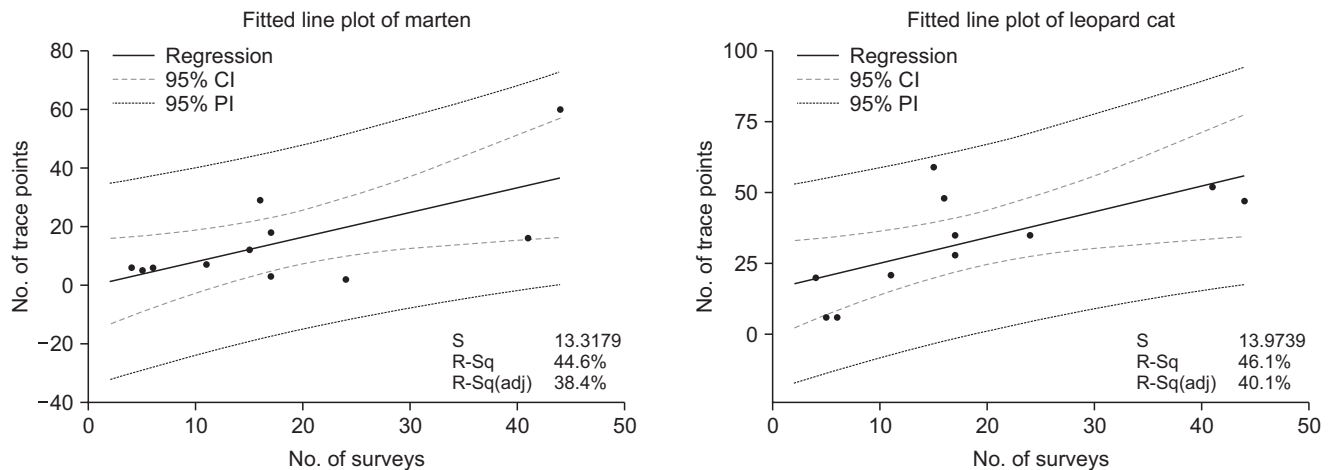 Fitted line plot of marten
80
60
40
20
0
−20
−40
No. of trace points
Regression
95% CI
95% PI
S 13.3179
R-Sq 44.6%
R-Sq(adj) 38.4%
0 10 20 30 40 50
No. of surveys
Fitted line plot of leopard cat
100
75
50
25
0
No. of trace points
Regression
95% CI
95% PI
S 13.9739
R-Sq 46.1%
R-Sq(adj) 40.1%
0 10 20 30 40 50
No. of surveys